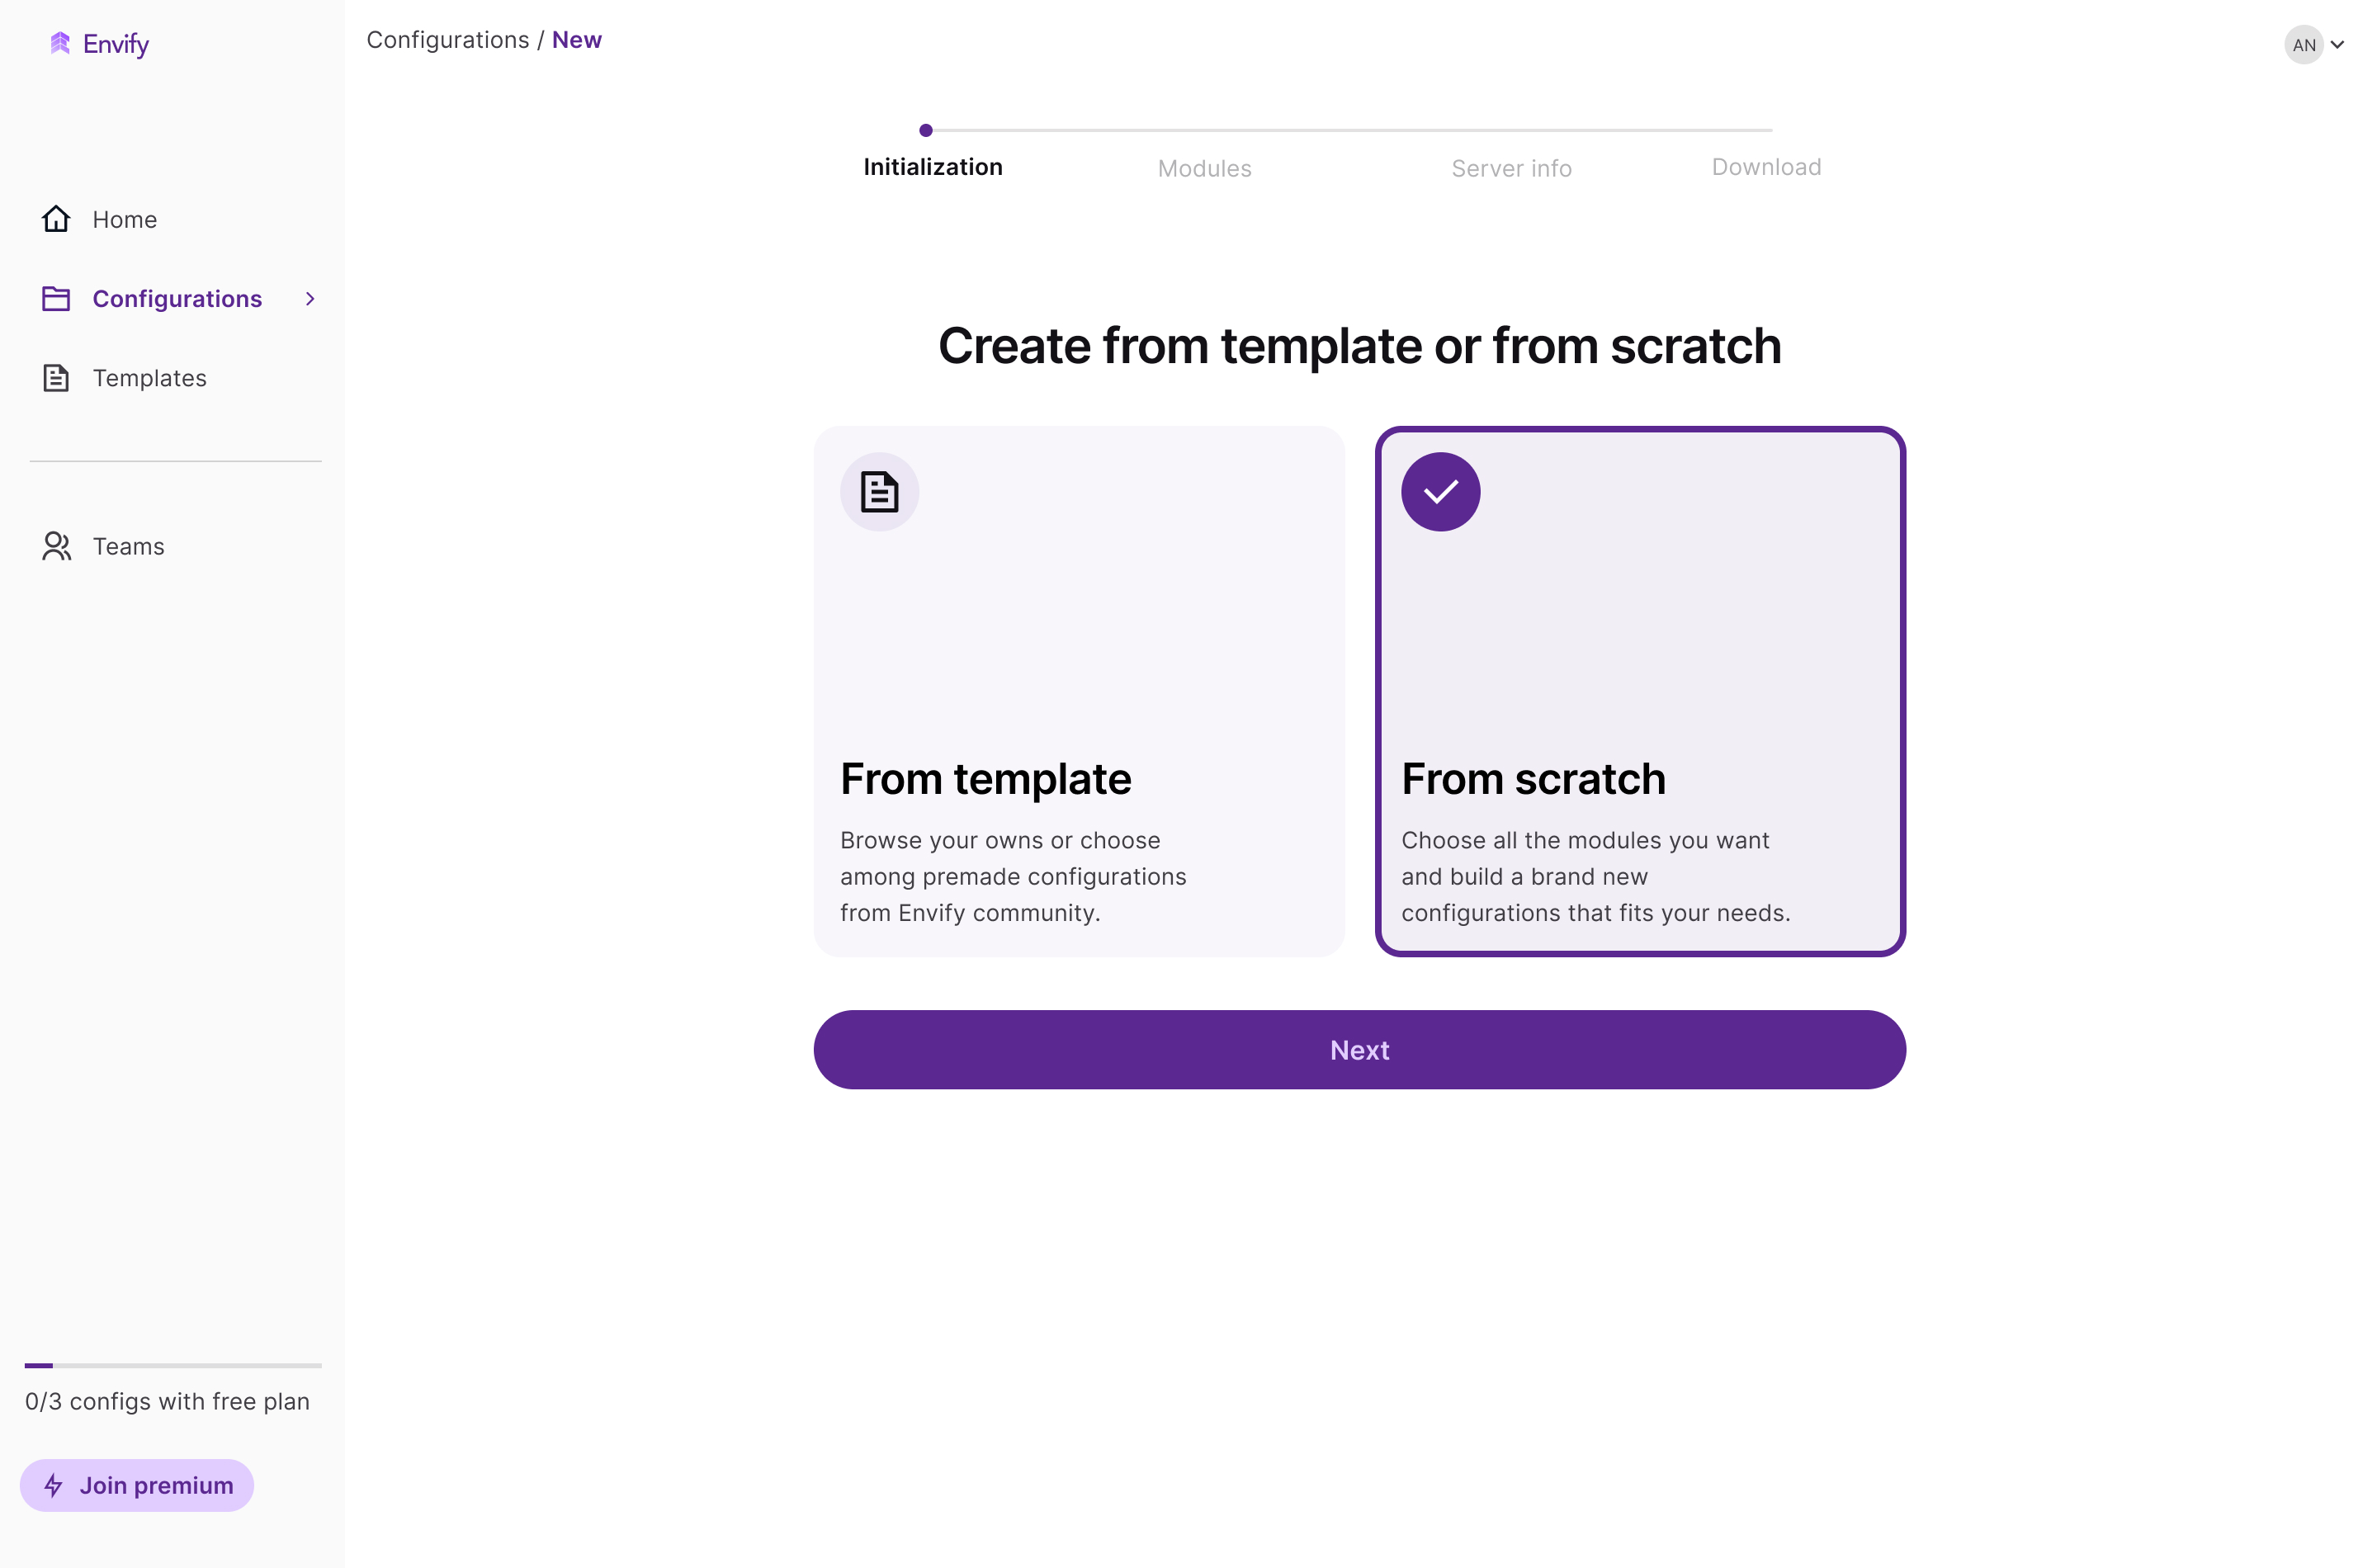 Envify
Configurations / New
AN
Home
Configurations
Templates
Teams
0/3 configs with free plan
Join premium
Initialization
Modules
Server info
Download
Create from template or from scratch
From template
Browse your owns or choose
among premade configurations
from Envify community.
From scratch
Choose all the modules you want
and build a brand new
configurations that fits your needs.
Next